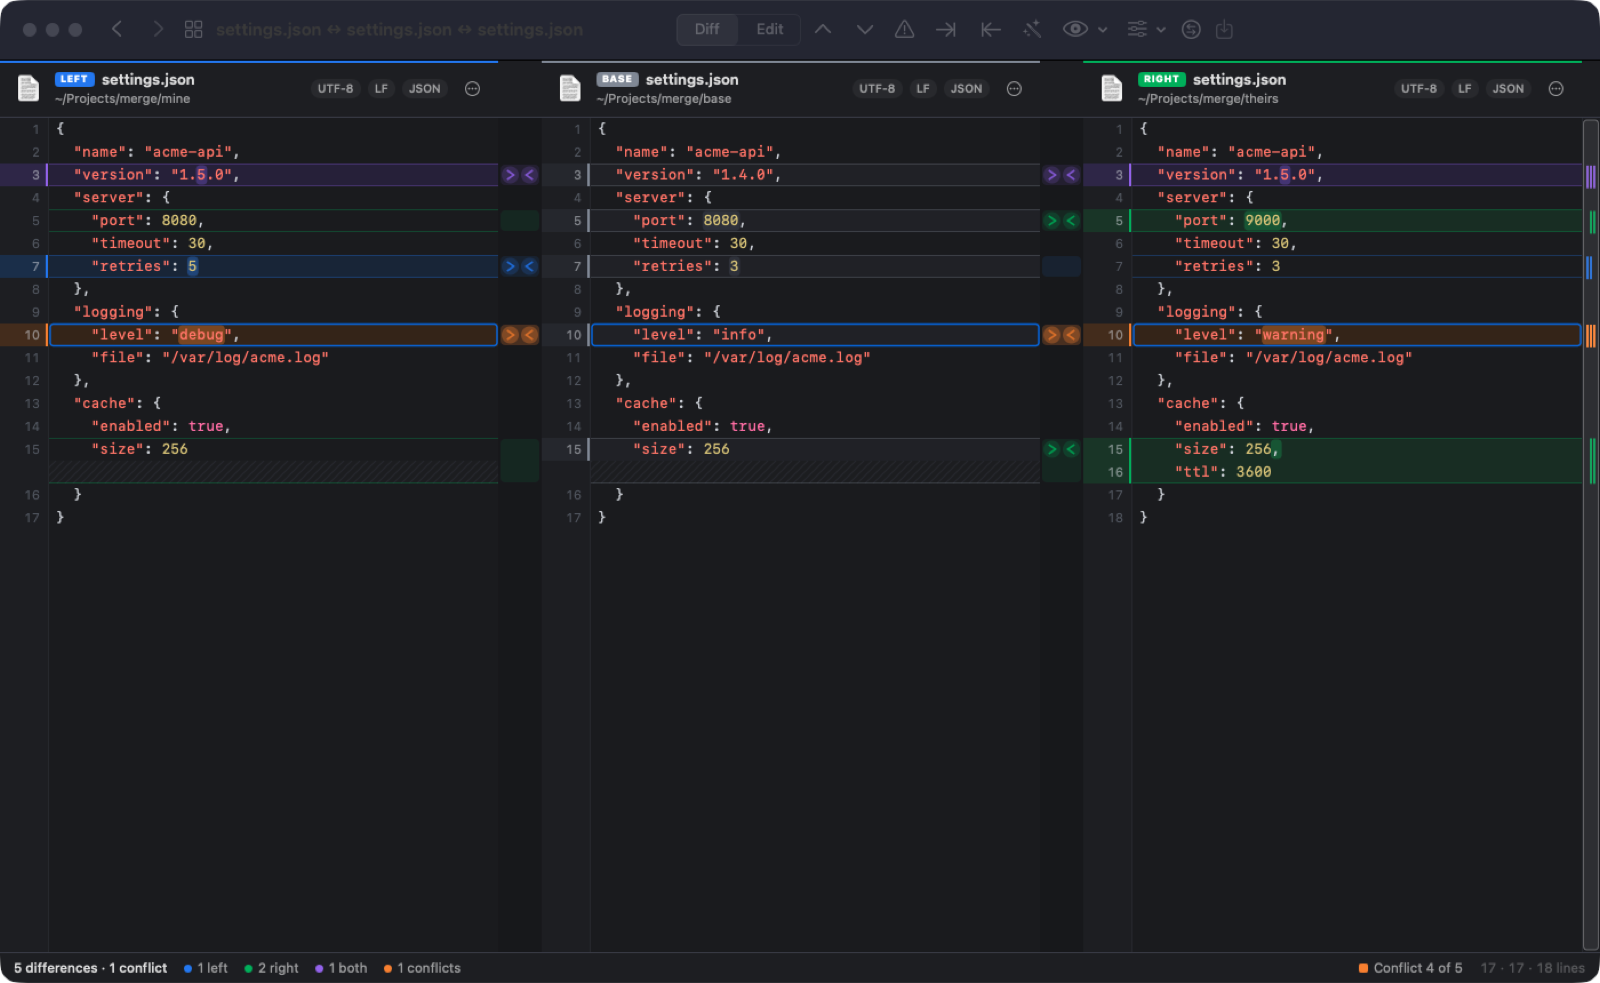 settings.json ↔ settings.json ↔ settings.json
Diff Edit
LEFT settings.json
~/Projects/merge/mine
UTF-8 LF JSON
BASE settings.json
~/Projects/merge/base
UTF-8 LF JSON
RIGHT settings.json
~/Projects/merge/theirs
UTF-8 LF JSON
1 {
2 "name": "acme-api",
3 "version": "1.5.0",
4 "server": {
5 "port": 8080,
6 "timeout": 30,
7 "retries": 5
8 },
9 "logging": {
10 "level": "debug",
11 "file": "/var/log/acme.log"
12 },
13 "cache": {
14 "enabled": true,
15 "size": 256
16 }
17 }
1 {
2 "name": "acme-api",
3 "version": "1.4.0",
4 "server": {
5 "port": 8080,
6 "timeout": 30,
7 "retries": 3
8 },
9 "logging": {
10 "level": "info",
11 "file": "/var/log/acme.log"
12 },
13 "cache": {
14 "enabled": true,
15 "size": 256
16 }
17 }
1 {
2 "name": "acme-api",
3 "version": "1.5.0",
4 "server": {
5 "port": 9000,
6 "timeout": 30,
7 "retries": 3
8 },
9 "logging": {
10 "level": "warning",
11 "file": "/var/log/acme.log"
12 },
13 "cache": {
14 "enabled": true,
15 "size": 256,
16 "ttl": 3600
17 }
18 }
5 differences · 1 conflict 1 left 2 right 1 both 1 conflicts
Conflict 4 of 5 17 · 17 · 18 lines